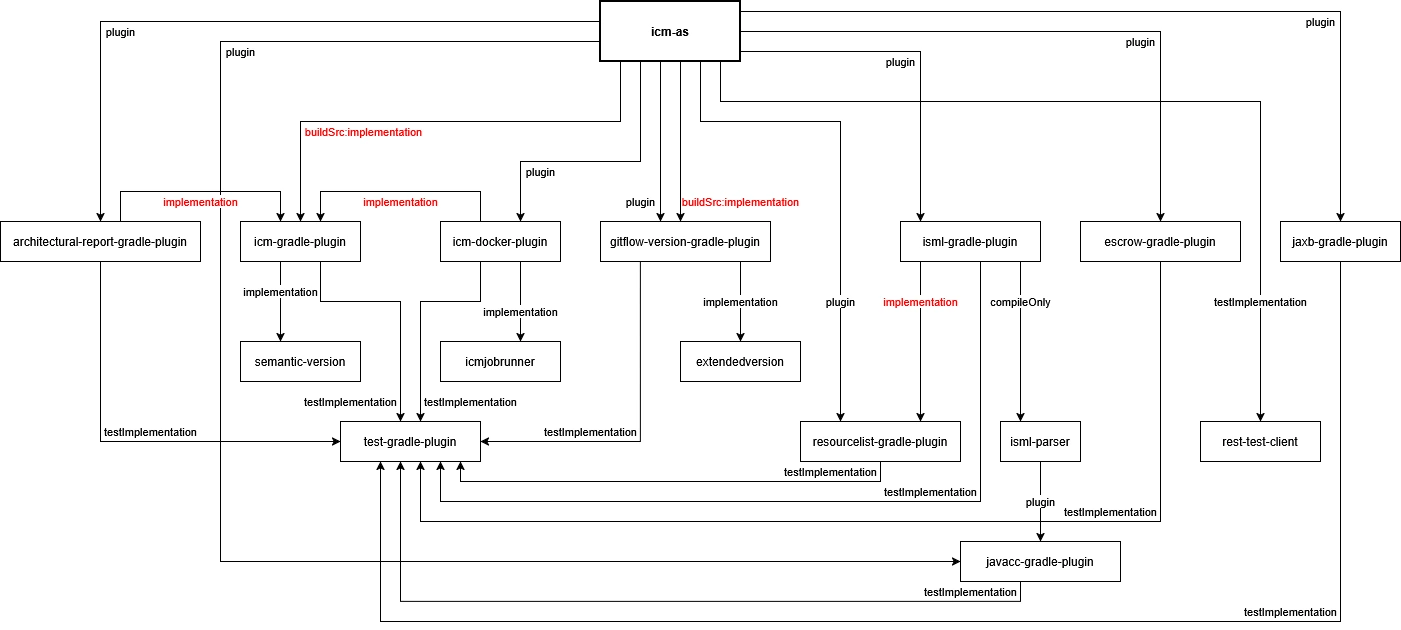 icm-as
plugin
plugin
plugin
plugin
plugin
buildSrc:implementation
plugin
implementation
implementation
plugin
buildSrc:implementation
architectural-report-gradle-plugin
icm-gradle-plugin
icm-docker-plugin
gitflow-version-gradle-plugin
isml-gradle-plugin
escrow-gradle-plugin
jaxb-gradle-plugin
implementation
implementation
implementation
plugin
implementation
compileOnly
testImplementation
semantic-version
icmjobrunner
extendedversion
testImplementation
testImplementation
testImplementation
testImplementation
test-gradle-plugin
resourcelist-gradle-plugin
isml-parser
rest-test-client
testImplementation
testImplementation
plugin
testImplementation
javacc-gradle-plugin
testImplementation
testImplementation